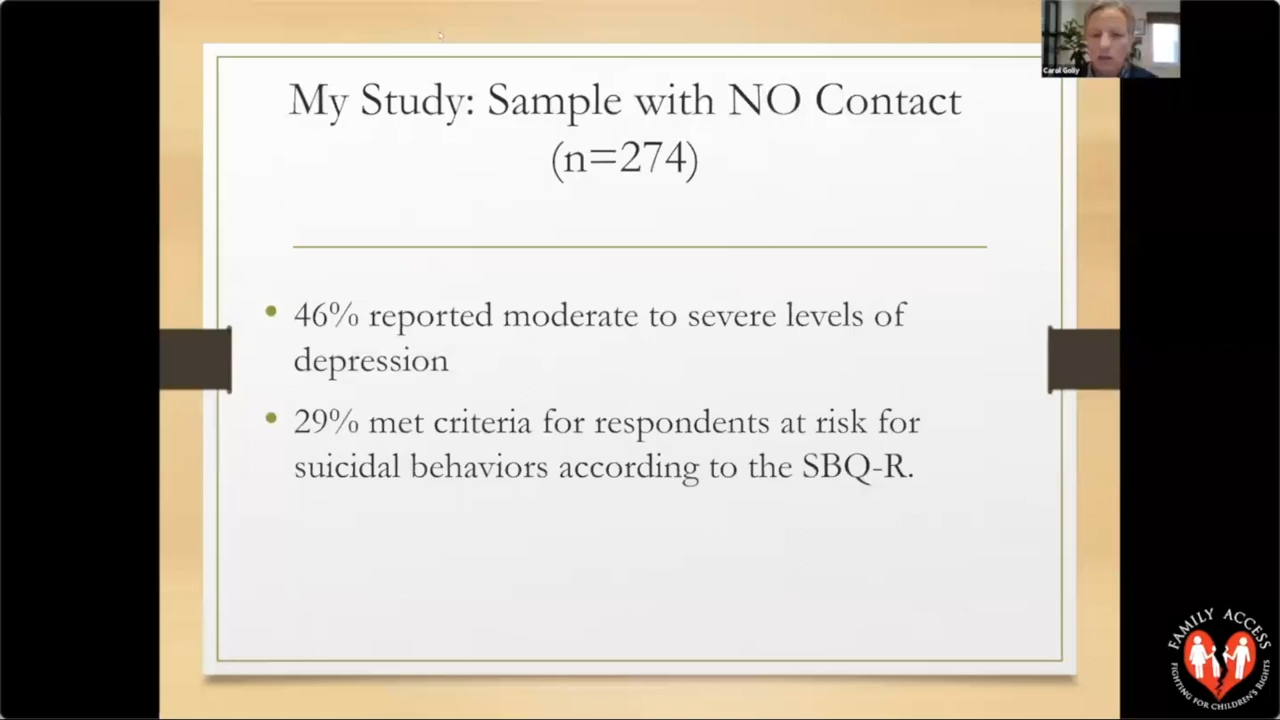 My Study: Sample with NO Contact
(n=274)
• 46% reported moderate to severe levels of
depression
• 29% met criteria for respondents at risk for
suicidal behaviors according to the SBQ-R.
Carol Golly
FAMILY ACCESS
FIGHTING FOR CHILDREN'S RIGHTS